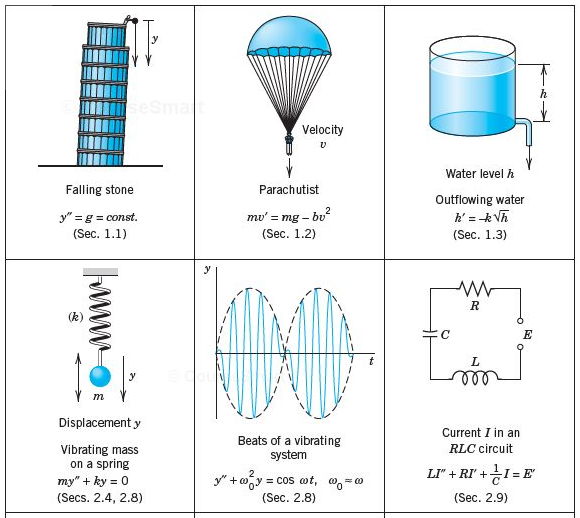 y
Falling stone
y″ = g = const.
(Sec. 1.1)
Velocity
v
Parachutist
mv′ = mg – bv²
(Sec. 1.2)
h
Water level h
Outflowing water
h′ = –k√h
(Sec. 1.3)
(k)
m
y
Displacement y
Vibrating mass
on a spring
my″ + ky = 0
(Secs. 2.4, 2.8)
y
t
Beats of a vibrating
system
y″ + ω₀²y = cos ωt, ω₀ ≈ ω
(Sec. 2.8)
R
C
E
L
Current I in an
RLC circuit
LI″ + RI′ + 1/C I = E′
(Sec. 2.9)